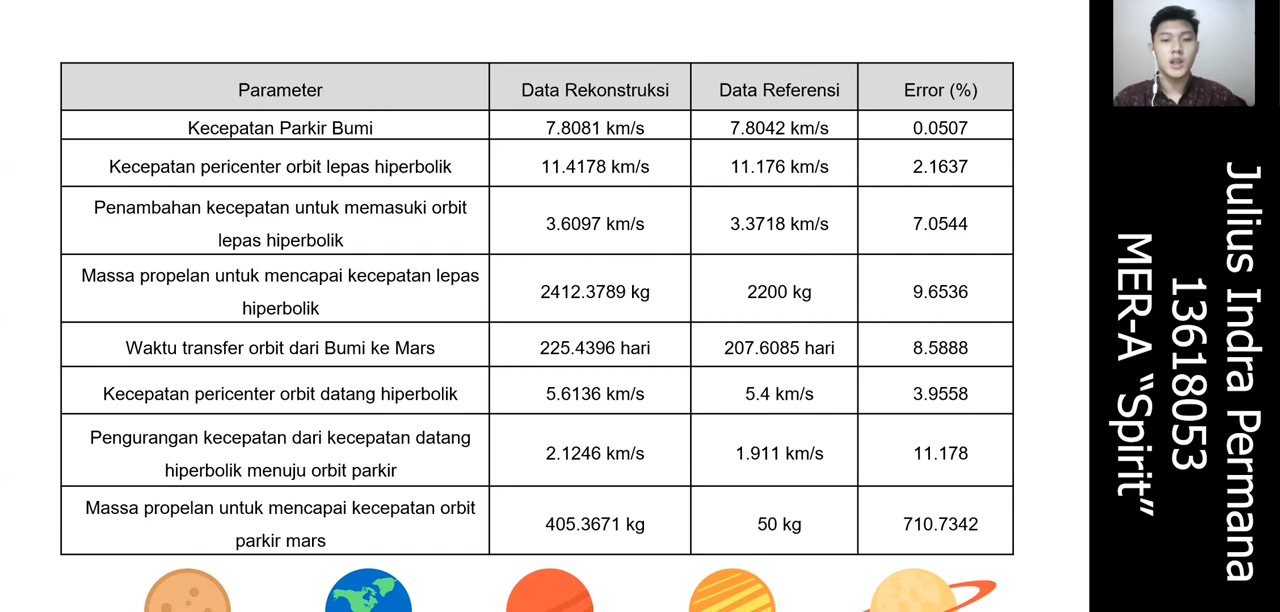 Parameter Data Rekonstruksi Data Referensi Error (%)
Kecepatan Parkir Bumi 7.8081 km/s 7.8042 km/s 0.0507
Kecepatan pericenter orbit lepas hiperbolik 11.4178 km/s 11.176 km/s 2.1637
Penambahan kecepatan untuk memasuki orbit
lepas hiperbolik 3.6097 km/s 3.3718 km/s 7.0544
Massa propelan untuk mencapai kecepatan lepas
hiperbolik 2412.3789 kg 2200 kg 9.6536
Waktu transfer orbit dari Bumi ke Mars 225.4396 hari 207.6085 hari 8.5888
Kecepatan pericenter orbit datang hiperbolik 5.6136 km/s 5.4 km/s 3.9558
Pengurangan kecepatan dari kecepatan datang
hiperbolik menuju orbit parkir 2.1246 km/s 1.911 km/s 11.178
Massa propelan untuk mencapai kecepatan orbit
parkir mars 405.3671 kg 50 kg 710.7342
Julius Indra Permana
13618053
MER-A “Spirit”